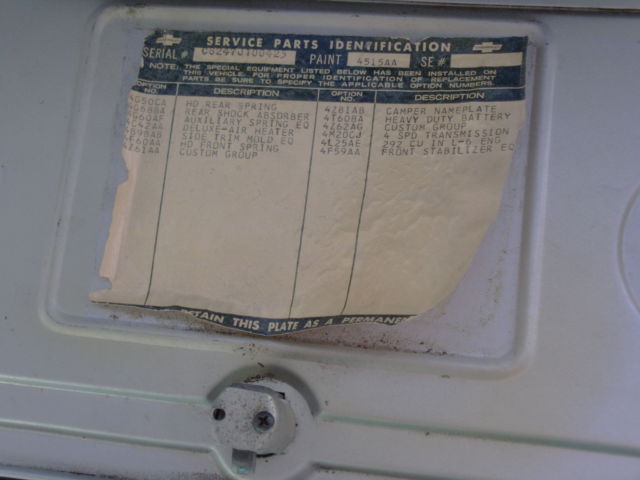 SERVICE PARTS IDENTIFICATION
SERIAL # PAINT 4515AA SE#
NOTE: THE SPECIAL EQUIPMENT LISTED BELOW HAS BEEN INSTALLED ON
THIS VEHICLE. FOR PROPER IDENTIFICATION OF REPLACEMENT
PARTS BE SURE TO SPECIFY THE APPLICABLE OPTION NUMBERS.
OPTION NO. DESCRIPTION OPTION NO. DESCRIPTION
HD REAR SPRING 4Z81AB CAMPER NAMEPLATE
REAR SHOCK ABSORBER 4T60BA HEAVY DUTY BATTERY
AUXILIARY SPRING EQ 4Z62AG CUSTOM GROUP
DELUXE-AIR HEATER 4M20CJ 4 SPD TRANSMISSION
SIDE TRIM MOLD EQ 4L25AE 292 CU IN L-6 ENG
HD FRONT SPRING 4F59AA FRONT STABILIZER EQ
CUSTOM GROUP
RETAIN THIS PLATE AS A PERMANE